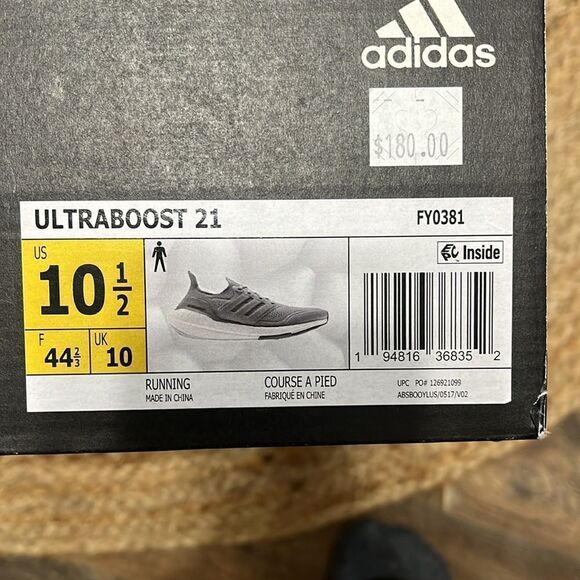 adidas
$180.00
ULTRABOOST 21 FY0381
US
10 1/2
F
44 2/3
UK
10
Inside
1 94816 36835 2
RUNNING
MADE IN CHINA
COURSE A PIED
FABRIQUÉ EN CHINE
UPC PO# 126921099
ABSBOOYLUS/0517/V02